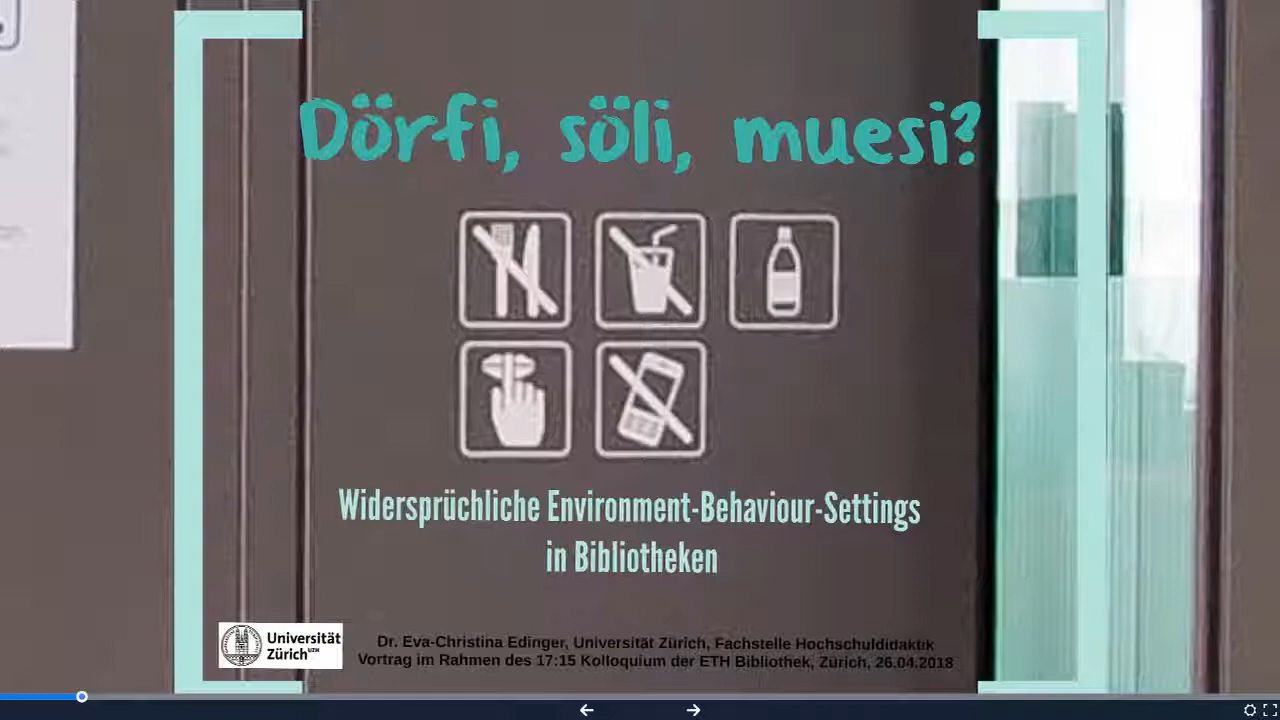 Dörfi, söli, muesi?
Widersprüchliche Environment-Behaviour-Settings
in Bibliotheken
Universität
Zürich UZH
Dr. Eva-Christina Edinger, Universität Zürich, Fachstelle Hochschuldidaktik
Vortrag im Rahmen des 17:15 Kolloquium der ETH Bibliothek, Zürich, 26.04.2018